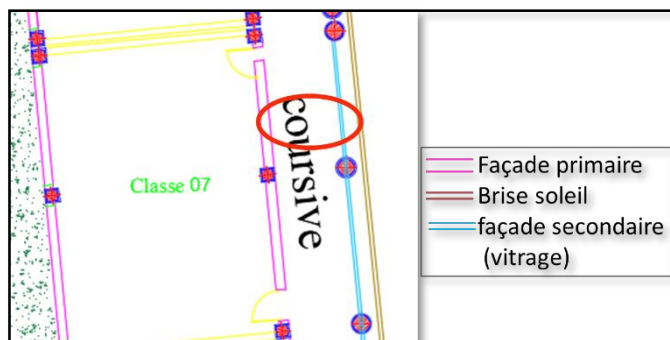 coursive
Classe 07
Façade primaire
Brise soleil
façade secondaire
(vitrage)